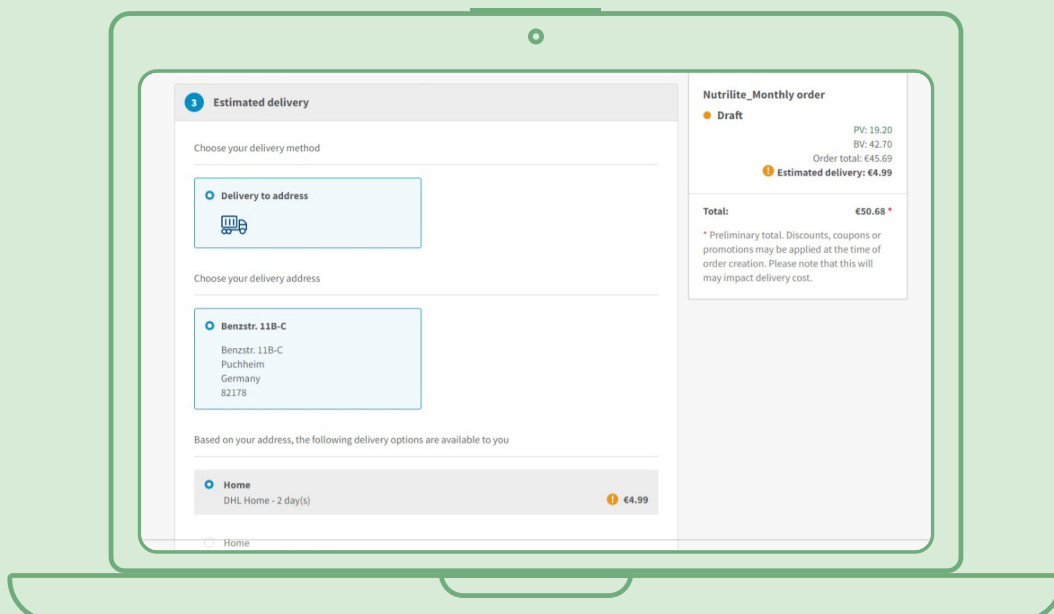 3 Estimated delivery
Choose your delivery method
Delivery to address
Choose your delivery address
Benzstr. 11B-C
Benzstr. 11B-C
Puchheim
Germany
82178
Based on your address, the following delivery options are available to you
Home
DHL Home - 2 day(s)
! €4.99
Home
Nutrilite_Monthly order
Draft
PV: 19.20
BV: 42.70
Order total: €45.69
! Estimated delivery: €4.99
Total: €50.68 *
* Preliminary total. Discounts, coupons or
promotions may be applied at the time of
order creation. Please note that this will
may impact delivery cost.